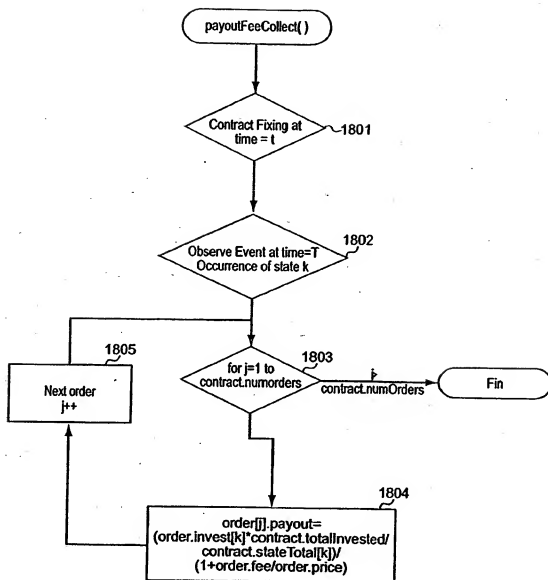 payoutFeeCollect( )
Contract Fixing at
time = t
1801
Observe Event at time=T
Occurrence of state k
1802
1805
Next order
j++
for j=1 to
contract.numorders
1803
contract.numOrders
Fin
1804
order[j].payout=
(order.invest[k]*contract.totalInvested/
contract.stateTotal[k])/
(1+order.fee/order.price)